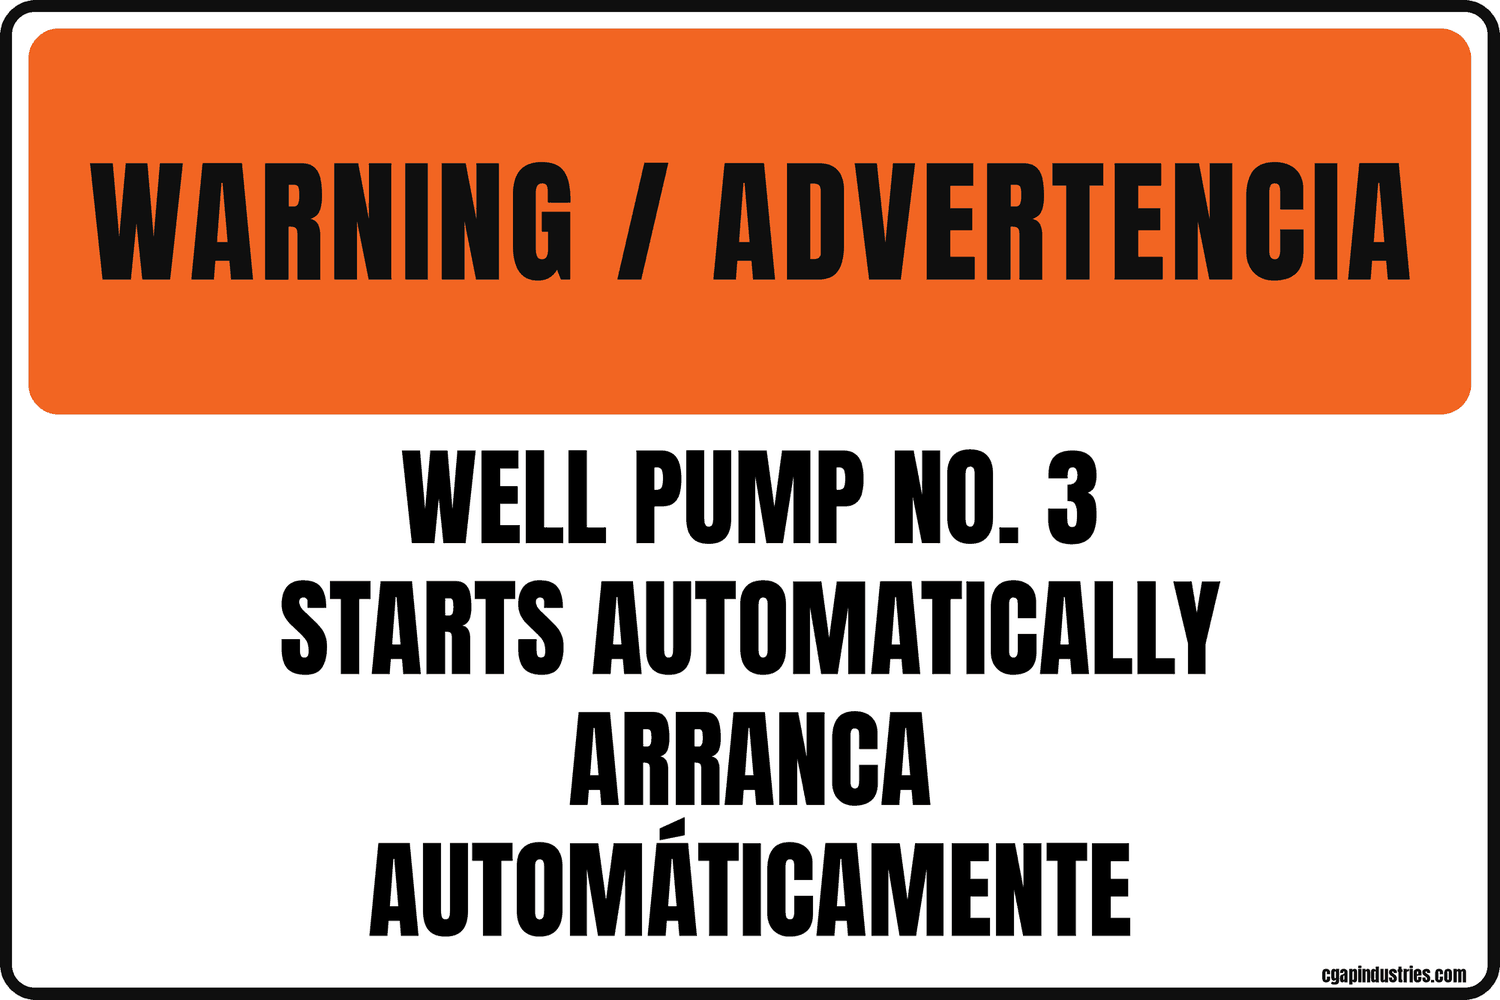 WARNING / ADVERTENCIA
WELL PUMP NO. 3
STARTS AUTOMATICALLY
ARRANCA
AUTOMÁTICAMENTE
cgapindustries.com